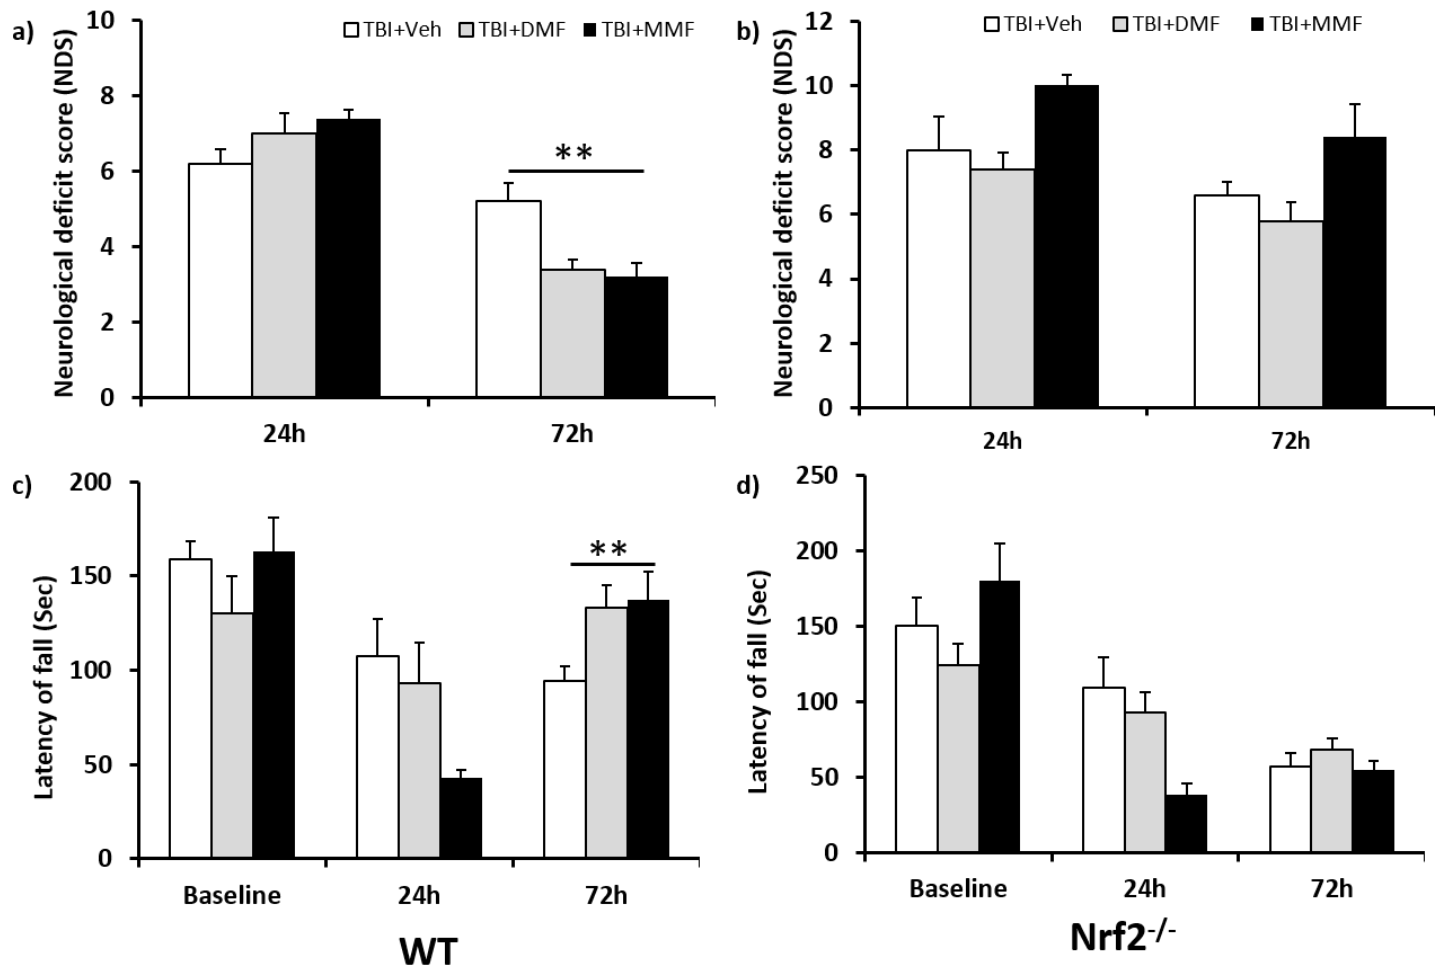 a)
Neurological deficit score (NDS)
10
8
6
4
2
0
TBI+Veh TBI+DMF TBI+MMF
**
24h 72h
b)
Neurological deficit score (NDS)
12
10
8
6
4
2
0
TBI+Veh TBI+DMF TBI+MMF
24h 72h
c)
Latency of fall (Sec)
200
150
100
50
0
**
Baseline 24h 72h
WT
d)
Latency of fall (Sec)
250
200
150
100
50
0
Baseline 24h 72h
Nrf2-/-